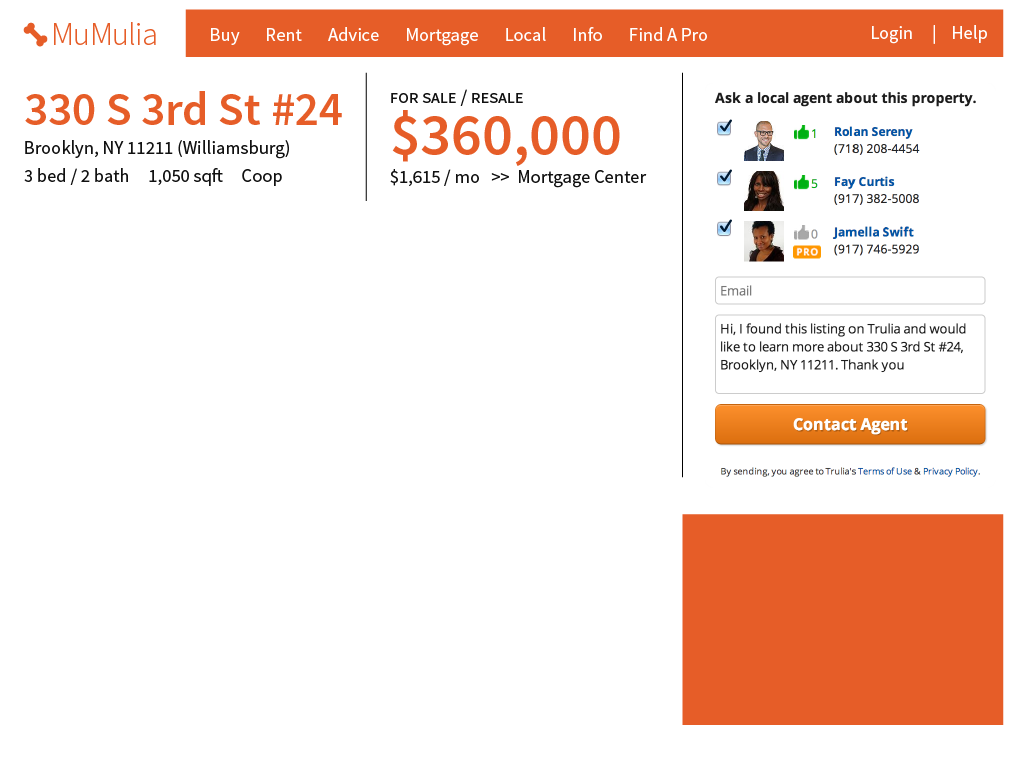 MuMulia
Buy Rent Advice Mortgage Local Info Find A Pro Login | Help
330 S 3rd St #24
Brooklyn, NY 11211 (Williamsburg)
3 bed / 2 bath 1,050 sqft Coop
FOR SALE / RESALE
$360,000
$1,615 / mo >> Mortgage Center
Ask a local agent about this property.
1 Rolan Sereny
(718) 208-4454
5 Fay Curtis
(917) 382-5008
0 Jamella Swift
PRO (917) 746-5929
Email
Hi, I found this listing on Trulia and would
like to learn more about 330 S 3rd St #24,
Brooklyn, NY 11211. Thank you
Contact Agent
By sending, you agree to Trulia's Terms of Use & Privacy Policy.